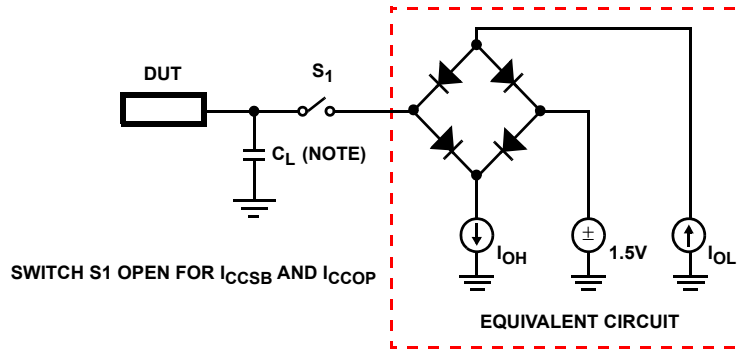 DUT
S1
CL (NOTE)
±
IOH
1.5V
IOL
SWITCH S1 OPEN FOR ICCSB AND ICCOP
EQUIVALENT CIRCUIT